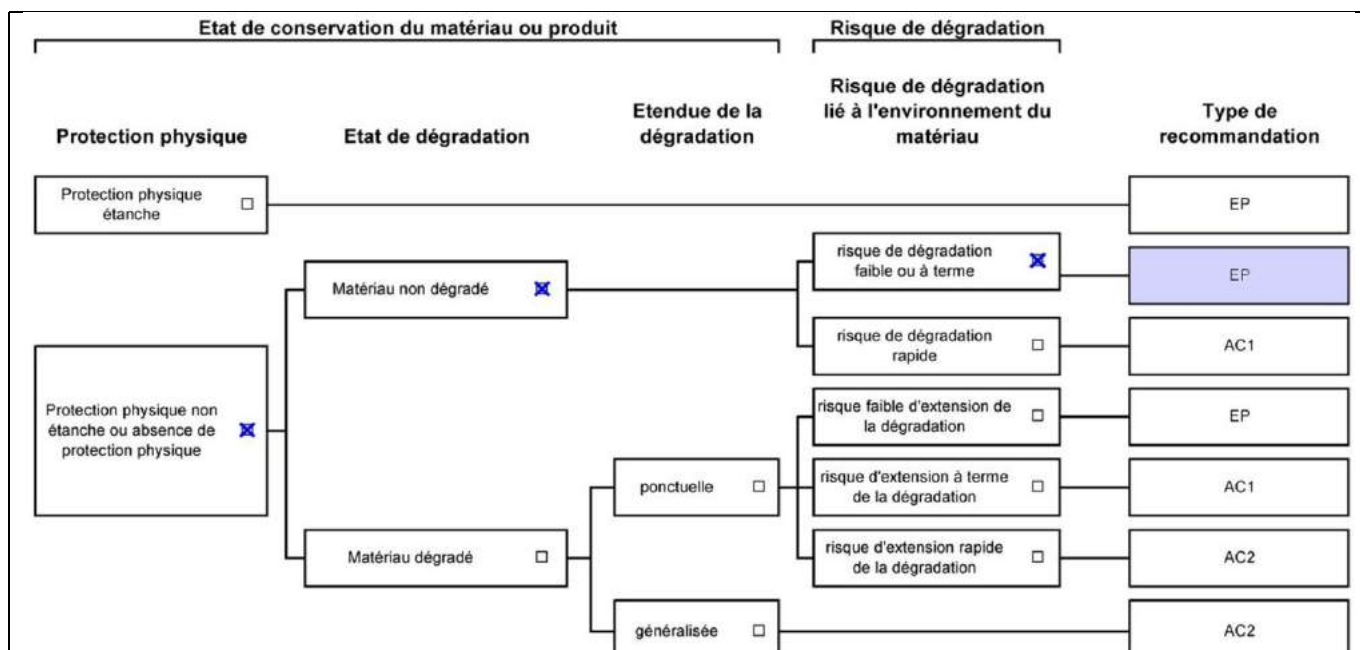 Etat de conservation du matériau ou produit
Risque de dégradation
Protection physique
Etat de dégradation
Etendue de la
dégradation
Risque de dégradation
lié à l'environnement du
matériau
Type de
recommandation
Protection physique
étanche
EP
Protection physique non
étanche ou absence de
protection physique
Matériau non dégradé
risque de dégradation
faible ou à terme
EP
risque de dégradation
rapide
AC1
Matériau dégradé
ponctuelle
risque faible d'extension de
la dégradation
EP
risque d'extension à terme
de la dégradation
AC1
risque d'extension rapide
de la dégradation
AC2
généralisée
AC2